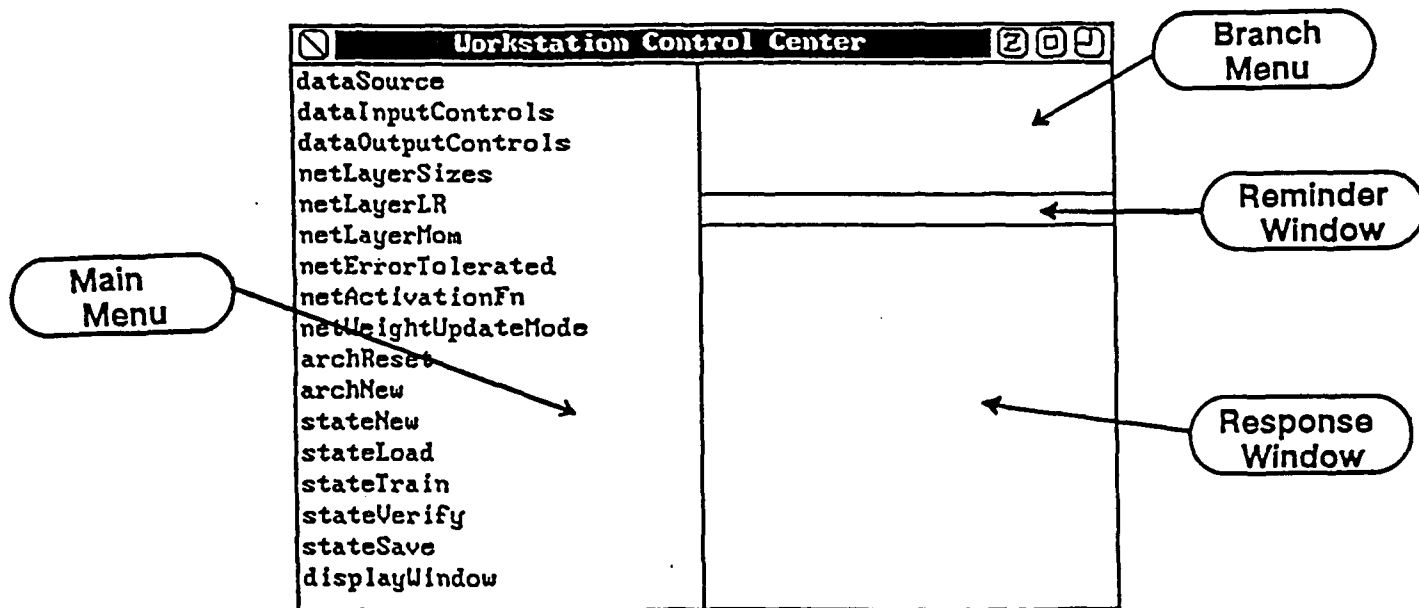 Workstation Control Center
dataSource
dataInputControls
dataOutputControls
netLayerSizes
netLayerLR
netLayerMom
netErrorTolerated
netActivationFn
netWeightUpdateMode
archReset
archNew
stateNew
stateLoad
stateTrain
stateVerify
stateSave
displayWindow
Main
Menu
Branch
Menu
Reminder
Window
Response
Window